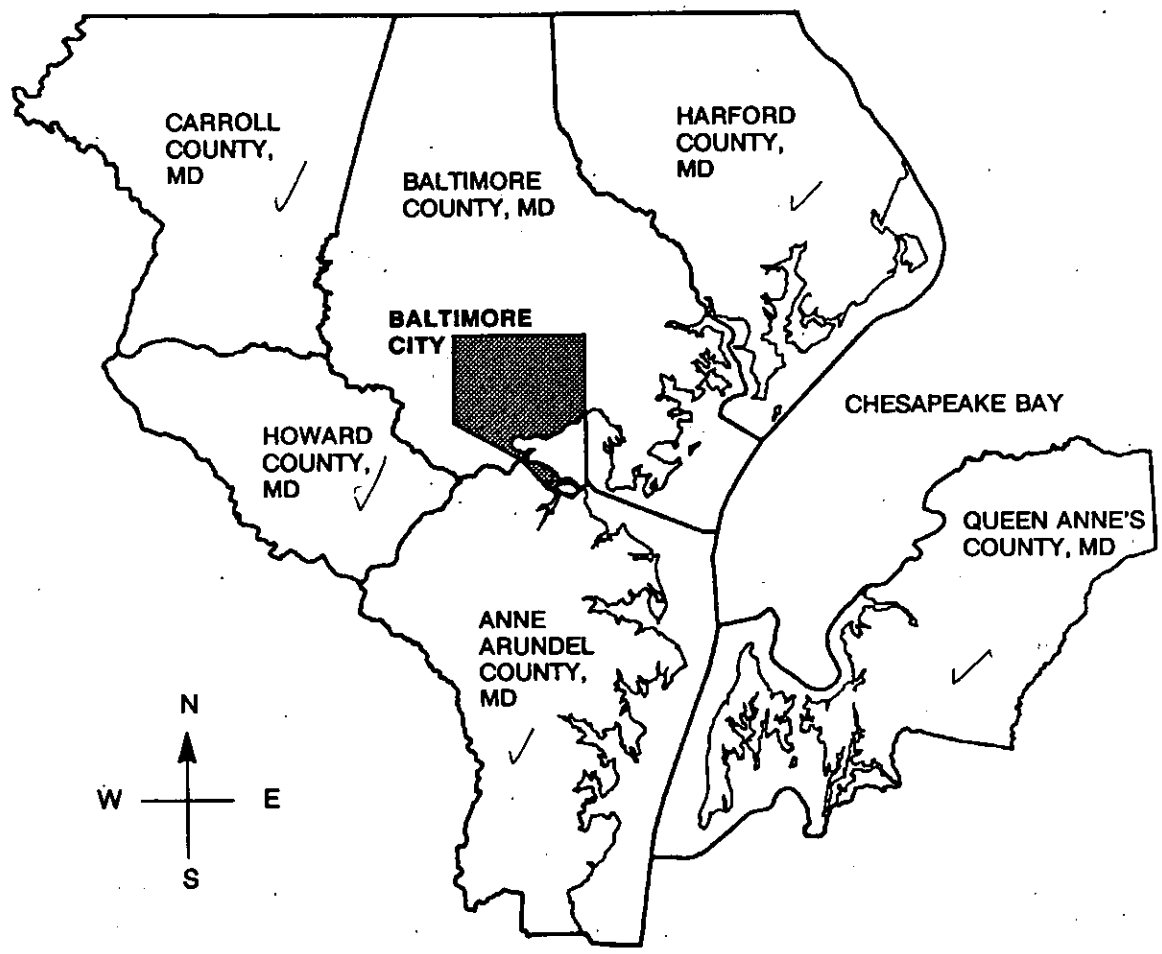 CARROLL
COUNTY,
MD
HARFORD
COUNTY,
MD
BALTIMORE
COUNTY, MD
BALTIMORE
CITY
CHESAPEAKE BAY
HOWARD
COUNTY,
MD
QUEEN ANNE'S
COUNTY, MD
ANNE
ARUNDEL
COUNTY,
MD
N
W
E
S